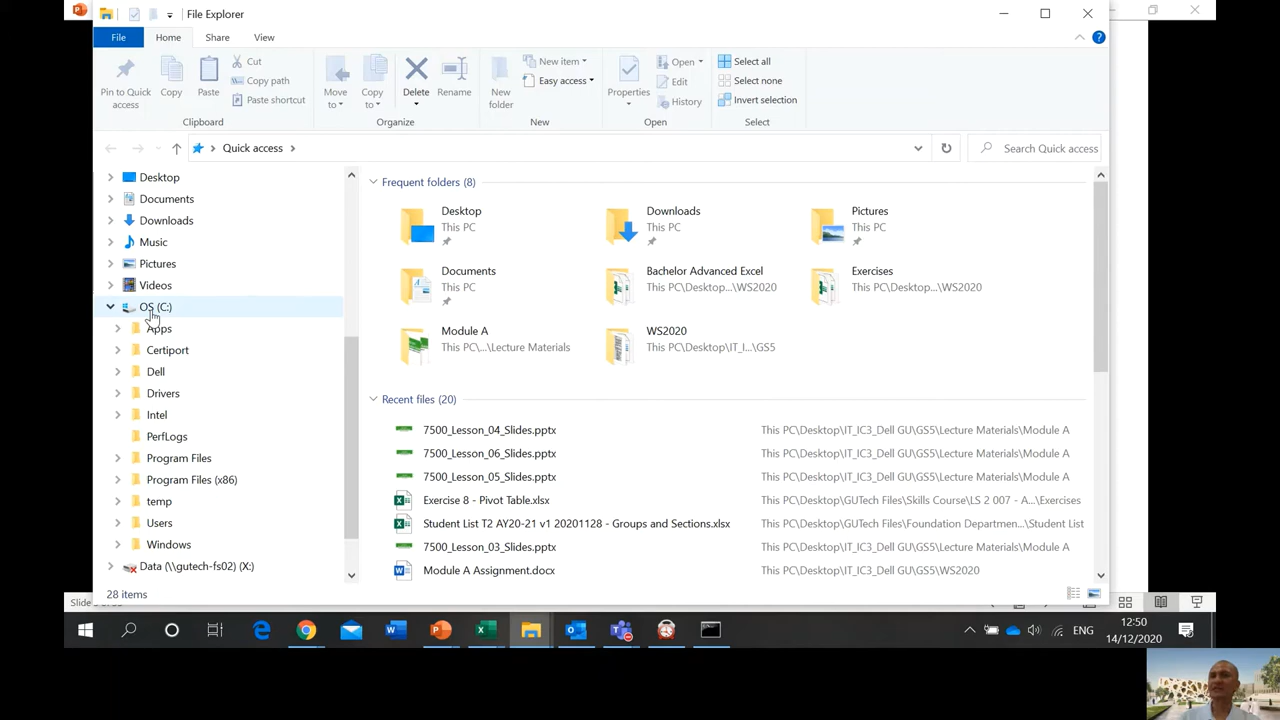 File Explorer
File Home Share View
Pin to Quick access
Copy
Paste
Cut
Copy path
Paste shortcut
Clipboard
Move to
Copy to
Delete
Rename
Organize
New folder
New item
Easy access
New
Properties
Open
Edit
History
Open
Select all
Select none
Invert selection
Select
Quick access
Search Quick access
Desktop
Documents
Downloads
Music
Pictures
Videos
OS (C:)
Apps
Certiport
Dell
Drivers
Intel
PerfLogs
Program Files
Program Files (x86)
temp
Users
Windows
Data (\\gutech-fs02) (X:)
Frequent folders (8)
Desktop
This PC
Downloads
This PC
Pictures
This PC
Documents
This PC
Bachelor Advanced Excel
This PC\Desktop...\WS2020
Exercises
This PC\Desktop...\WS2020
Module A
This PC\...\Lecture Materials
WS2020
This PC\Desktop\IT_I...\GS5
Recent files (20)
7500_Lesson_04_Slides.pptx This PC\Desktop\IT_IC3_Dell GU\GS5\Lecture Materials\Module A
7500_Lesson_06_Slides.pptx This PC\Desktop\IT_IC3_Dell GU\GS5\Lecture Materials\Module A
7500_Lesson_05_Slides.pptx This PC\Desktop\IT_IC3_Dell GU\GS5\Lecture Materials\Module A
Exercise 8 - Pivot Table.xlsx This PC\Desktop\GUTech Files\Skills Course\LS 2 007 - A...\Exercises
Student List T2 AY20-21 v1 20201128 - Groups and Sections.xlsx This PC\Desktop\GUTech Files\Foundation Departmen...\Student List
7500_Lesson_03_Slides.pptx This PC\Desktop\IT_IC3_Dell GU\GS5\Lecture Materials\Module A
Module A Assignment.docx This PC\Desktop\IT_IC3_Dell GU\GS5\WS2020
28 items
ENG
12:50
14/12/2020